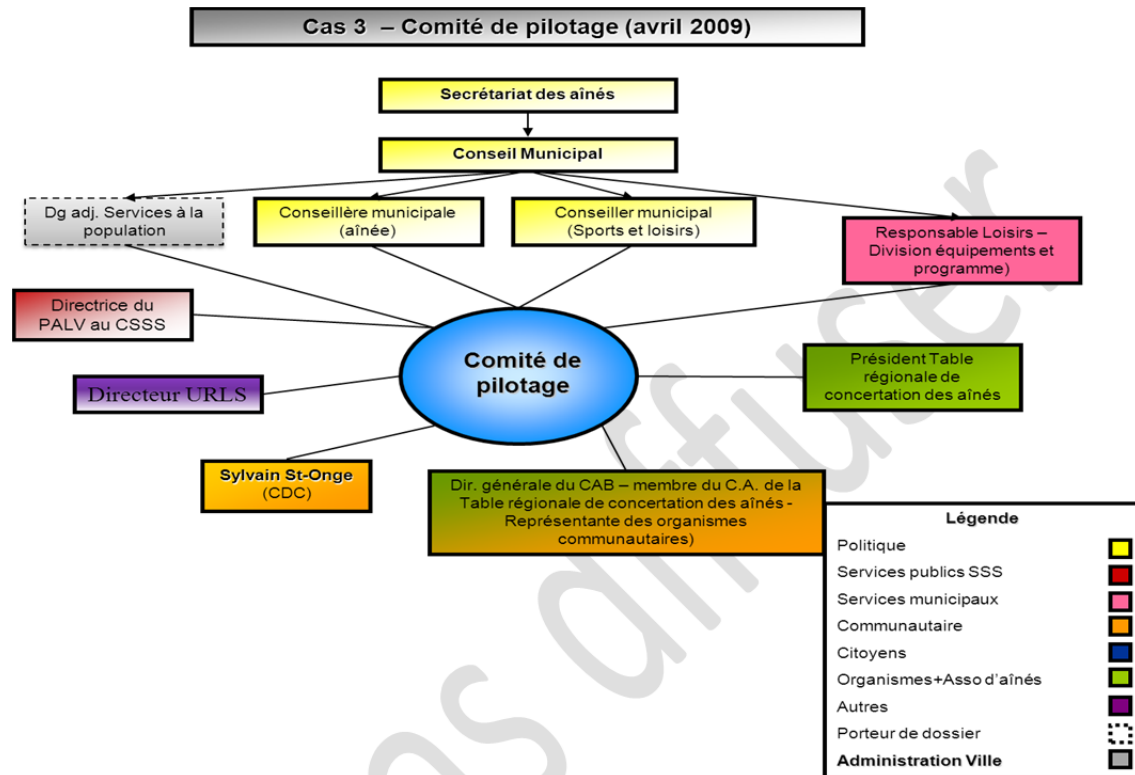 Cas 3 – Comité de pilotage (avril 2009)
Secrétariat des aînés
Conseil Municipal
Dg adj. Services à la
population
Conseillère municipale
(aînée)
Conseiller municipal
(Sports et loisirs)
Responsable Loisirs –
Division équipements et
programme)
Directrice du
PALV au CSSS
Comité de
pilotage
Président Table
régionale de
concertation des aînés
Directeur URLS
Sylvain St-Onge
(CDC)
Dir. générale du CAB – membre du C.A. de la
Table régionale de concertation des aînés -
Représentante des organismes
communautaires)
Légende
Politique
Services publics SSS
Services municipaux
Communautaire
Citoyens
Organismes+Asso d'aînés
Autres
Porteur de dossier
Administration Ville
as diffuser